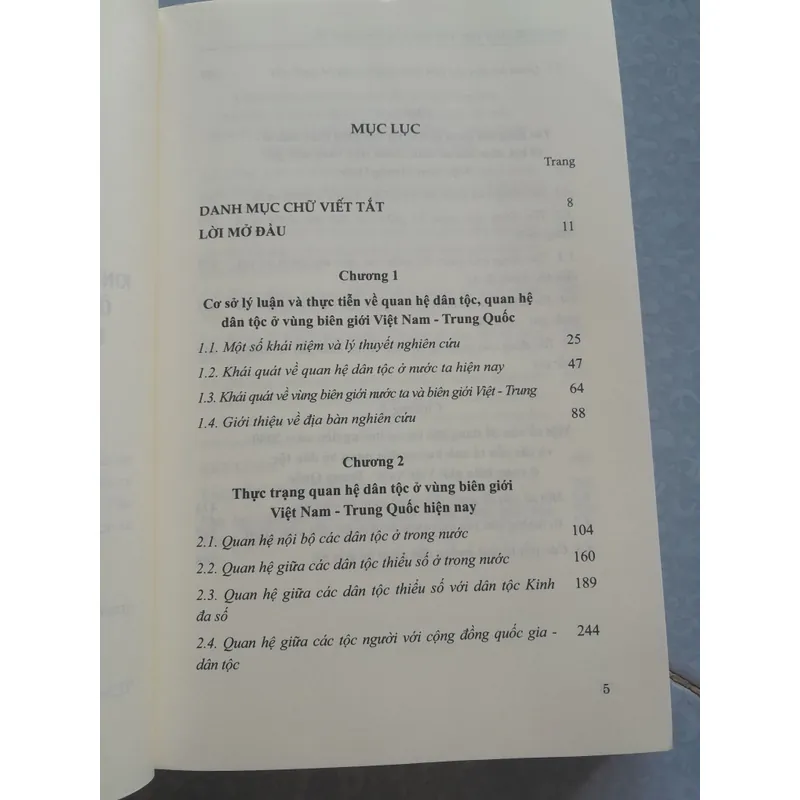 MỤC LỤC
Trang
DANH MỤC CHỮ VIẾT TẮT 8
LỜI MỞ ĐẦU 11
Chương 1
Cơ sở lý luận và thực tiễn về quan hệ dân tộc, quan hệ
dân tộc ở vùng biên giới Việt Nam - Trung Quốc
1.1. Một số khái niệm và lý thuyết nghiên cứu 25
1.2. Khái quát về quan hệ dân tộc ở nước ta hiện nay 47
1.3. Khái quát về vùng biên giới nước ta và biên giới Việt - Trung 64
1.4. Giới thiệu về địa bàn nghiên cứu 88
Chương 2
Thực trạng quan hệ dân tộc ở vùng biên giới
Việt Nam - Trung Quốc hiện nay
2.1. Quan hệ nội bộ các dân tộc ở trong nước 104
2.2. Quan hệ giữa các dân tộc thiểu số ở trong nước 160
2.3. Quan hệ giữa các dân tộc thiểu số với dân tộc Kinh 189
đa số
2.4. Quan hệ giữa các tộc người với cộng đồng quốc gia - 244
dân tộc
5